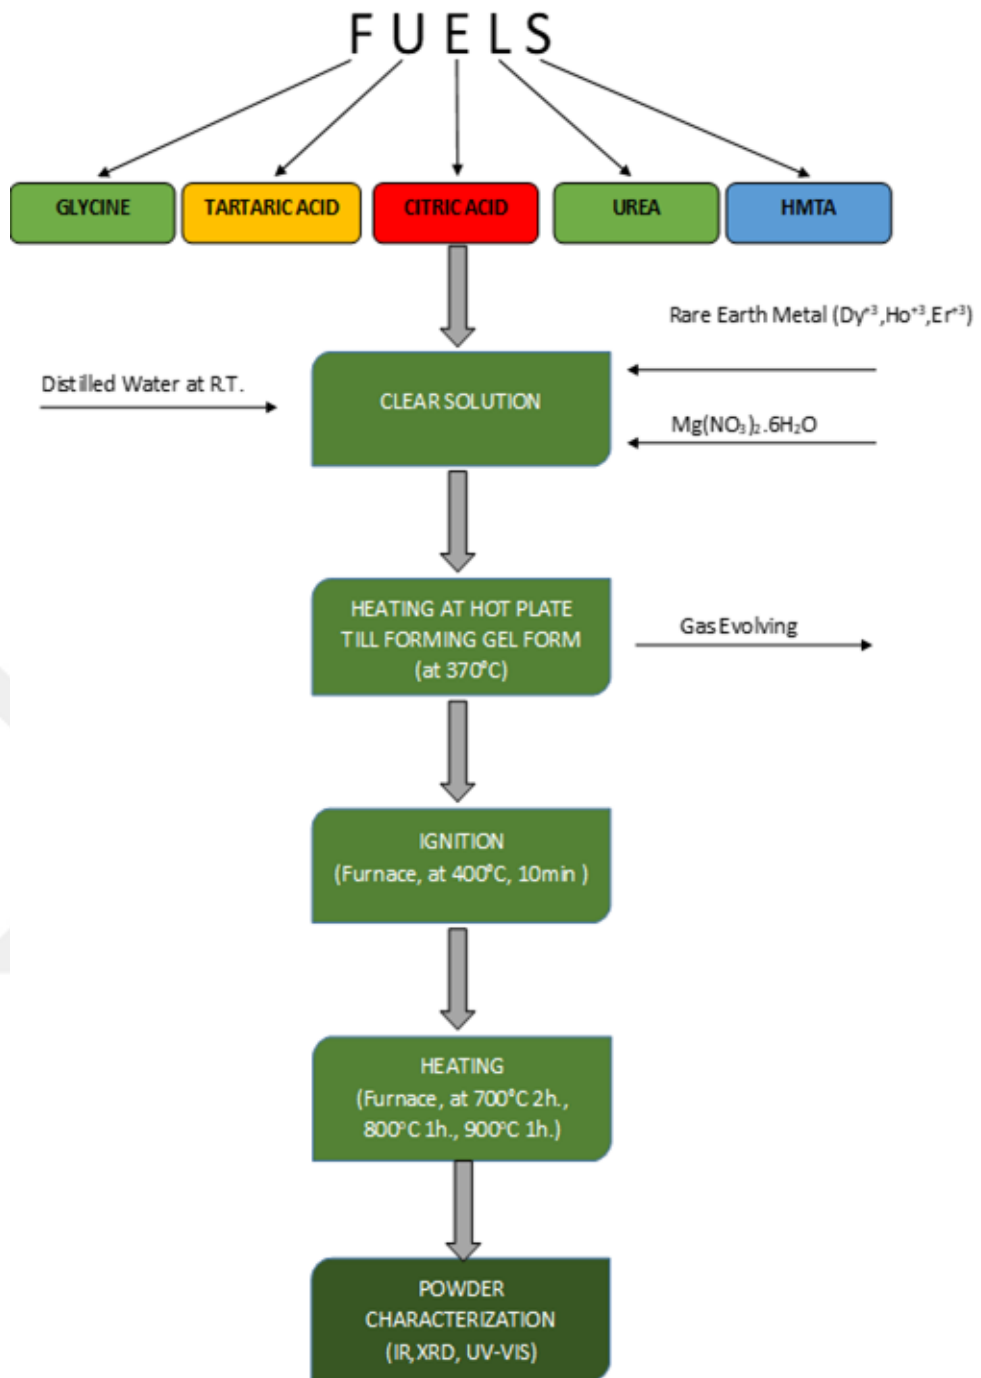 FUELS
GLYCINE
TARTARIC ACID
CITRIC ACID
UREA
HMTA
Rare Earth Metal (Dy⁺³,Ho⁺³,Er⁺³)
Distilled Water at R.T.
CLEAR SOLUTION
Mg(NO₃)₂.6H₂O
HEATING AT HOT PLATE
TILL FORMING GEL FORM
(at 370°C)
Gas Evolving
IGNITION
(Furnace, at 400°C, 10min )
HEATING
(Furnace, at 700°C 2h.,
800°C 1h., 900°C 1h.)
POWDER
CHARACTERIZATION
(IR,XRD, UV-VIS)